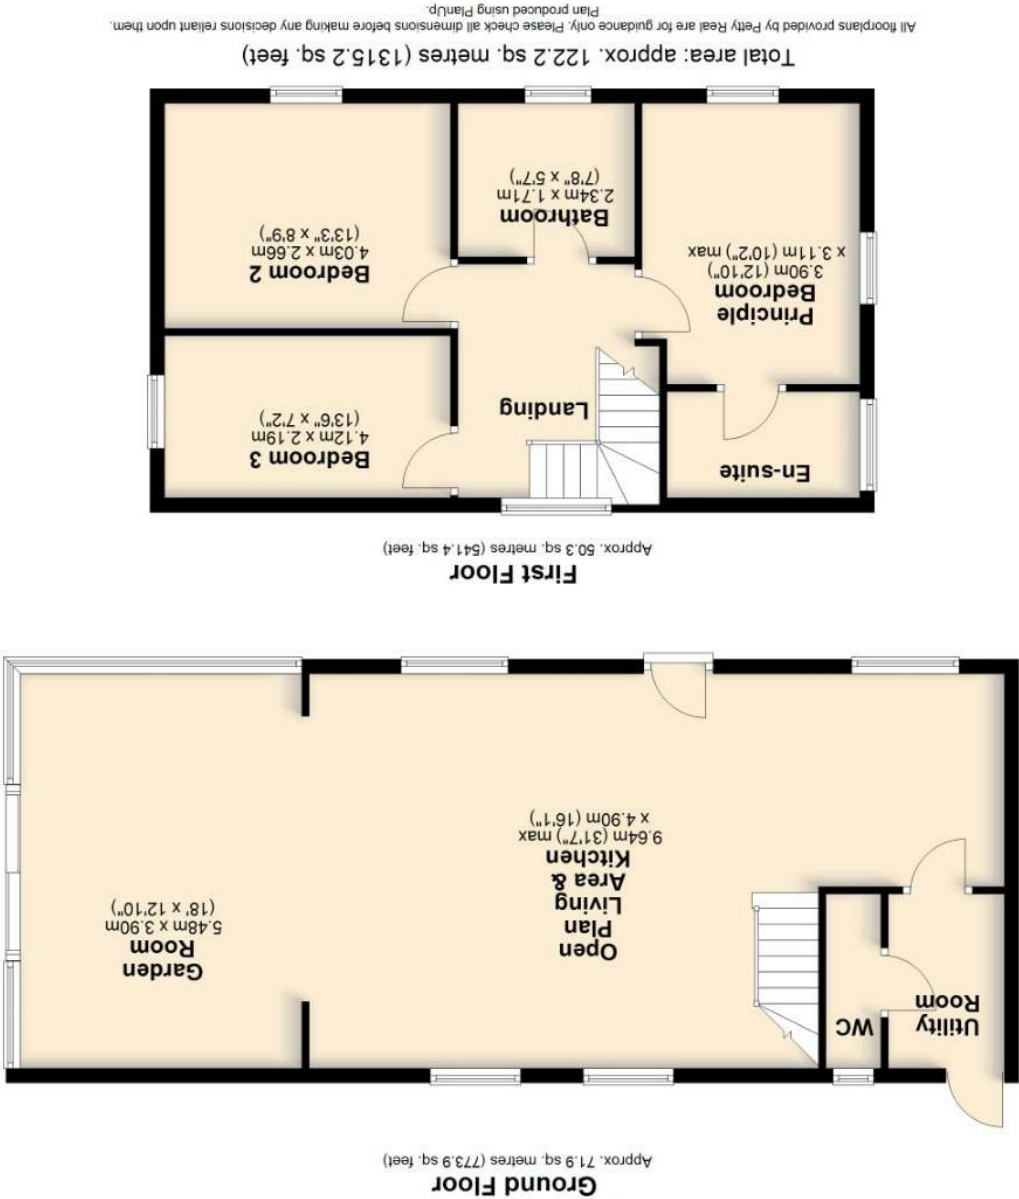 Ground Floor
Approx. 71.9 sq. metres (773.9 sq. feet)
Utility
Room
WC
Open
Plan
Living
Area &
Kitchen
9.64m (31'7") max
x 4.90m (16'1")
Garden
Room
5.48m x 3.90m
(18' x 12'10")
First Floor
Approx. 50.3 sq. metres (541.4 sq. feet)
En-suite
Landing
Bedroom 3
4.12m x 2.19m
(13'6" x 7'2")
Principle
Bedroom
3.90m (12'10")
x 3.11m (10'2") max
Bathroom
2.34m x 1.71m
(7'8" x 5'7")
Bedroom 2
4.03m x 2.66m
(13'3" x 8'9")
Total area: approx. 122.2 sq. metres (1315.2 sq. feet)
All floorplans provided by Petty Real are for guidance only. Please check all dimensions before making any decisions reliant upon them.
Plan produced using PlanUp.